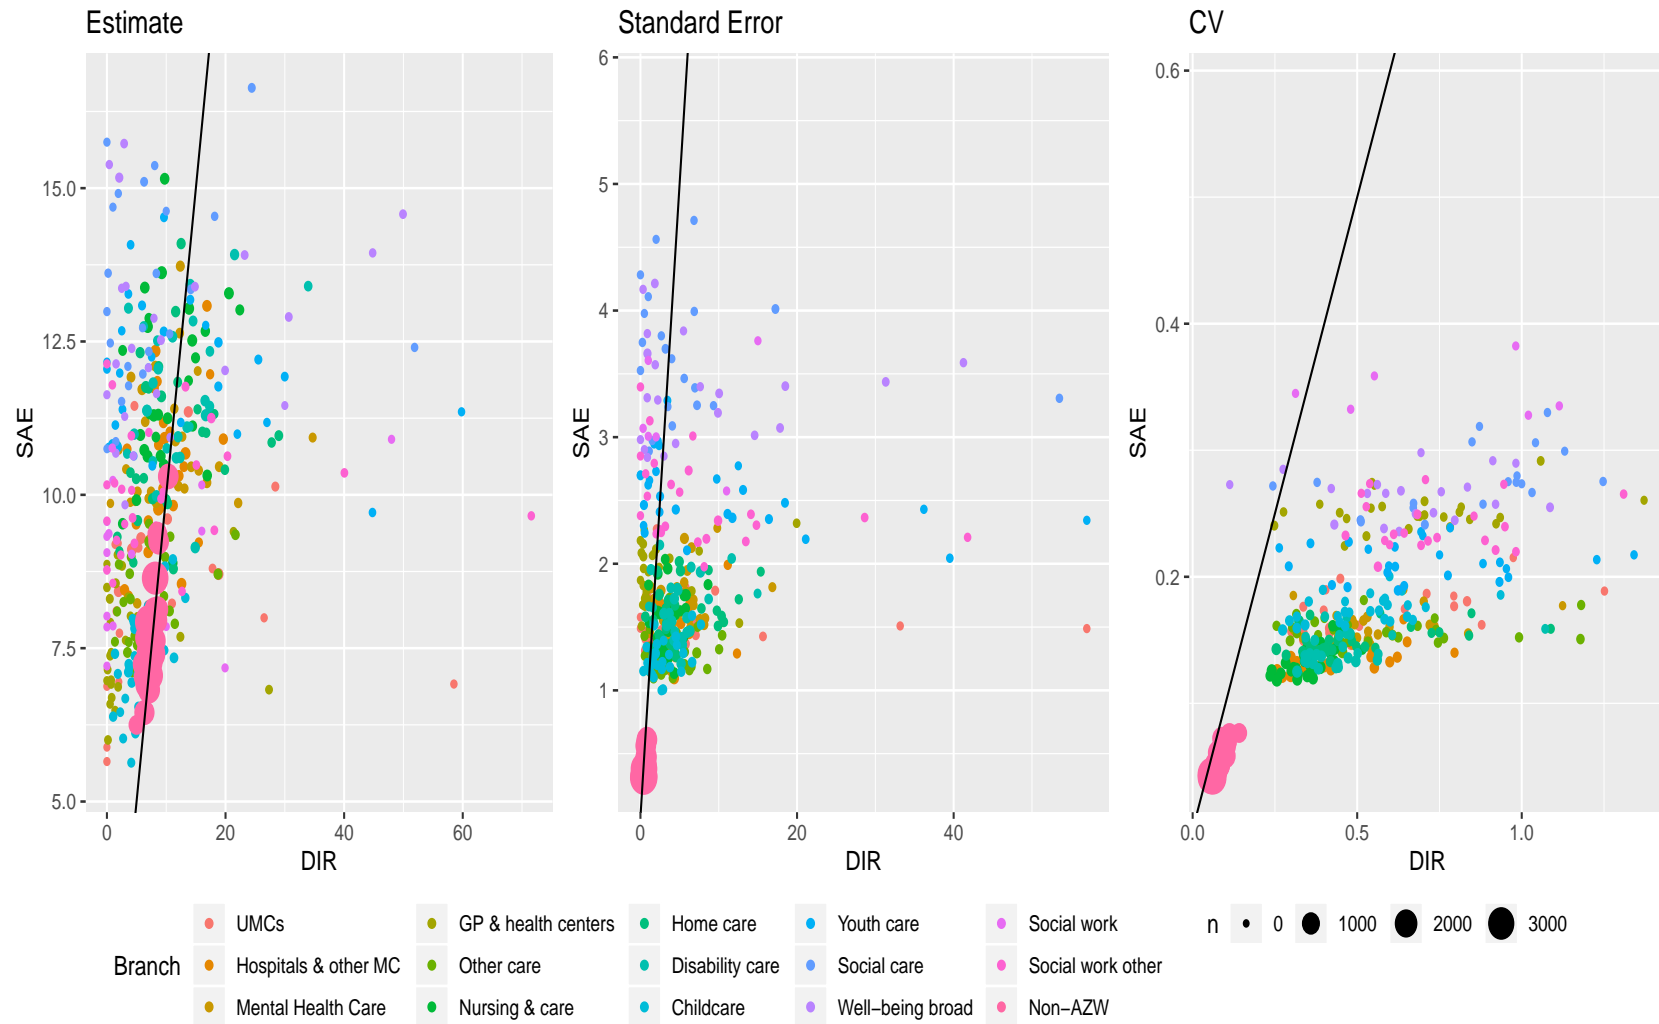 Estimate
Standard Error
CV
15.0
12.5
10.0
7.5
5.0
SAE
0 20 40 60
DIR
6
5
4
3
2
1
SAE
0 20 40
DIR
0.6
0.4
0.2
SAE
0.0 0.5 1.0
DIR
Branch
UMCs
Hospitals & other MC
Mental Health Care
GP & health centers
Other care
Nursing & care
Home care
Disability care
Childcare
Youth care
Social care
Well−being broad
Social work
Social work other
Non−AZW
n 0 1000 2000 3000